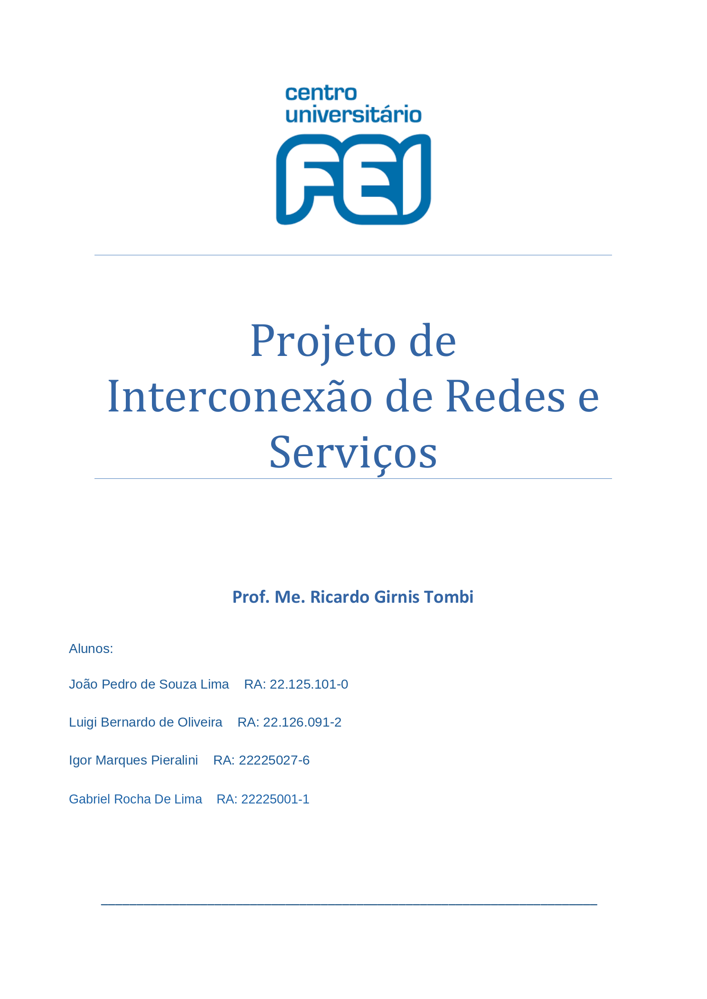 centro
universitário
FEI
Projeto de
Interconexão de Redes e
Serviços
Prof. Me. Ricardo Girnis Tombi
Alunos:
João Pedro de Souza Lima RA: 22.125.101-0
Luigi Bernardo de Oliveira RA: 22.126.091-2
Igor Marques Pieralini RA: 22225027-6
Gabriel Rocha De Lima RA: 22225001-1